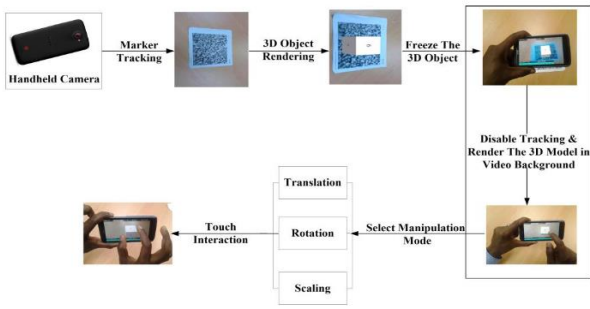 Marker
Tracking
3D Object
Rendering
Freeze The
3D Object
Handheld Camera
Disable Tracking &
Render The 3D Model in
Video Background
Translation
Touch
Interaction
Rotation
Select Manipulation
Mode
Scaling